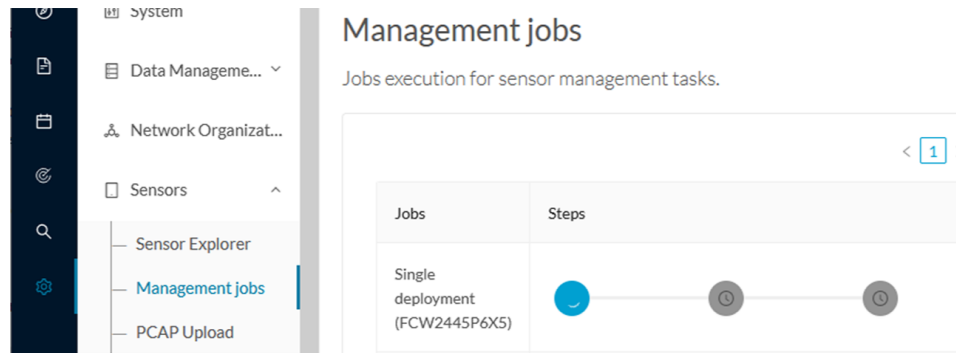 System
Data Manageme...
Network Organizat...
Sensors
Sensor Explorer
Management jobs
PCAP Upload
Management jobs
Jobs execution for sensor management tasks.
< 1
Jobs Steps
Single
deployment
(FCW2445P6X5)